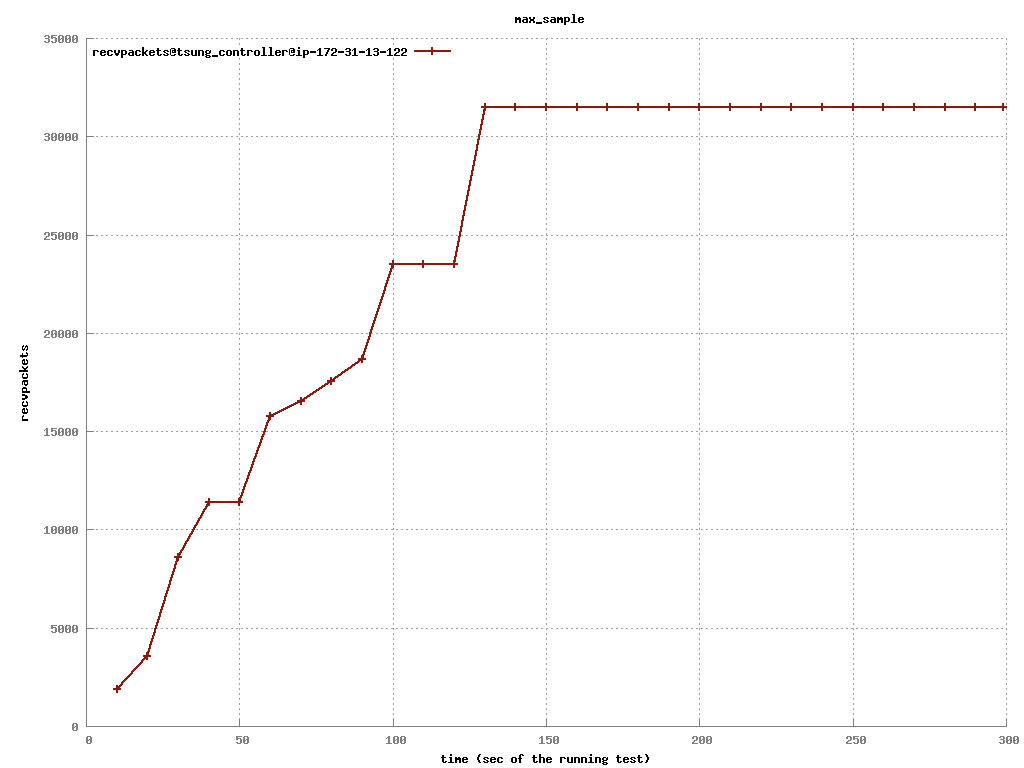 max_sample
35000
recvpackets@tsung_controller@ip-172-31-13-122
30000
25000
20000
recvpackets
15000
10000
5000
0
0 50 100 150 200 250 300
time (sec of the running test)